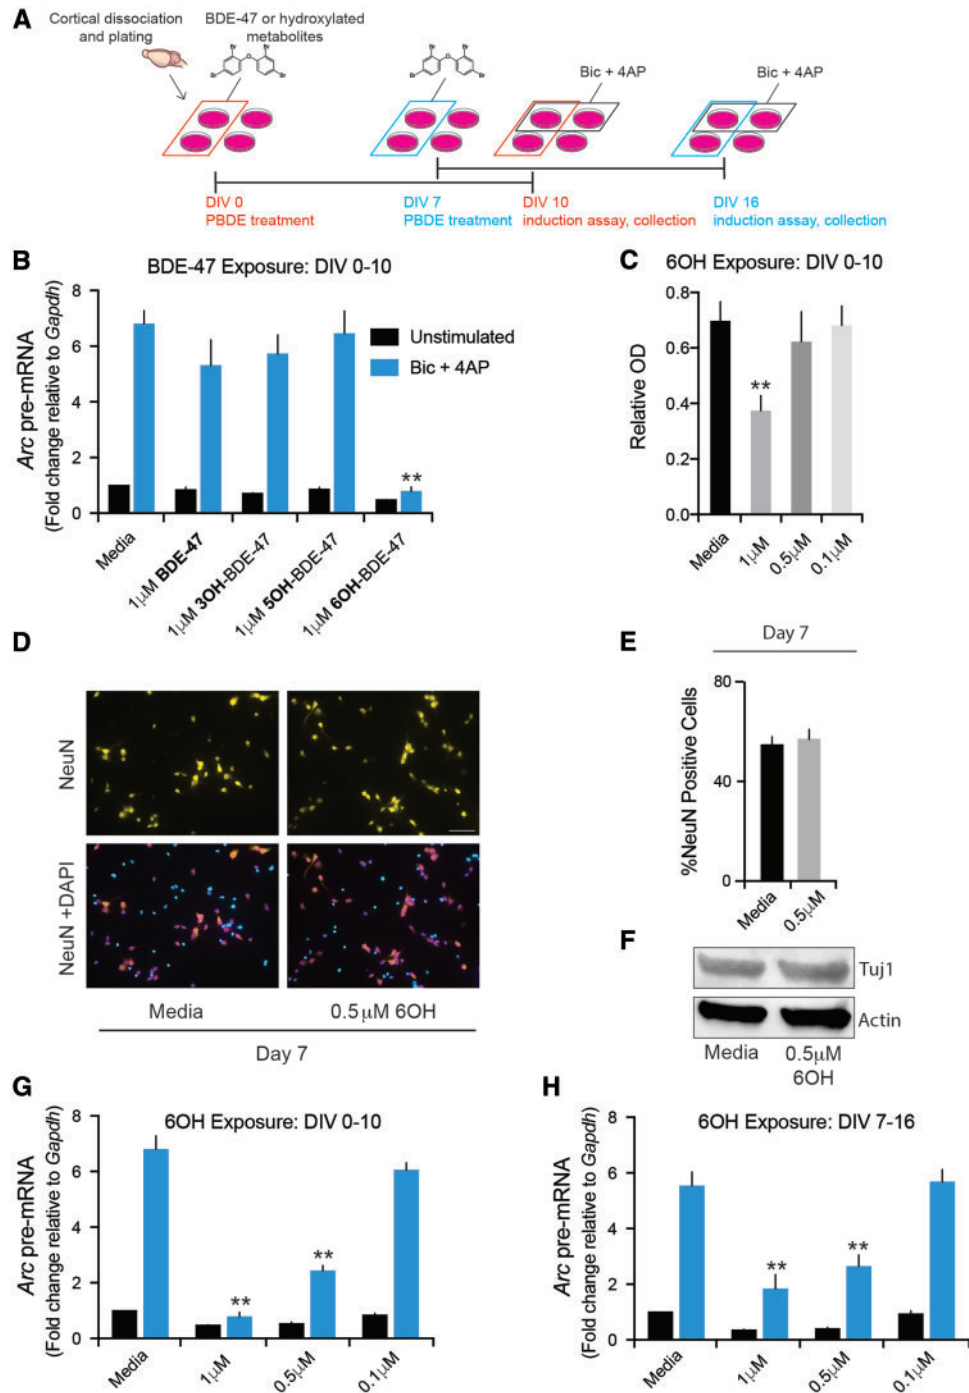 A
Cortical dissociation
and plating
BDE-47 or hydroxylated
metabolites
Br
Br
O
Br
Br
Br
Br
O
Br
Br
Bic + 4AP
Bic + 4AP
DIV 0
PBDE treatment
DIV 7
PBDE treatment
DIV 10
induction assay, collection
DIV 16
induction assay, collection
B
BDE-47 Exposure: DIV 0-10
Arc pre-mRNA
(Fold change relative to Gapdh)
8
6
4
2
0
Unstimulated
Bic + 4AP
**
Media
1µM BDE-47
1µM 3OH-BDE-47
1µM 5OH-BDE-47
1µM 6OH-BDE-47
C
6OH Exposure: DIV 0-10
Relative OD
0.8
0.6
0.4
0.2
0.0
**
Media
1µM
0.5µM
0.1µM
D
NeuN
NeuN +DAPI
Media
0.5µM 6OH
Day 7
E
Day 7
%NeuN Positive Cells
80
40
0
Media
0.5µM
F
Tuj1
Actin
Media
0.5µM
6OH
G
6OH Exposure: DIV 0-10
Arc pre-mRNA
(Fold change relative to Gapdh)
8
6
4
2
0
**
**
Media
1µM
0.5µM
0.1µM
H
6OH Exposure: DIV 7-16
Arc pre-mRNA
(Fold change relative to Gapdh)
8
6
4
2
0
**
**
Media
1µM
0.5µM
0.1µM